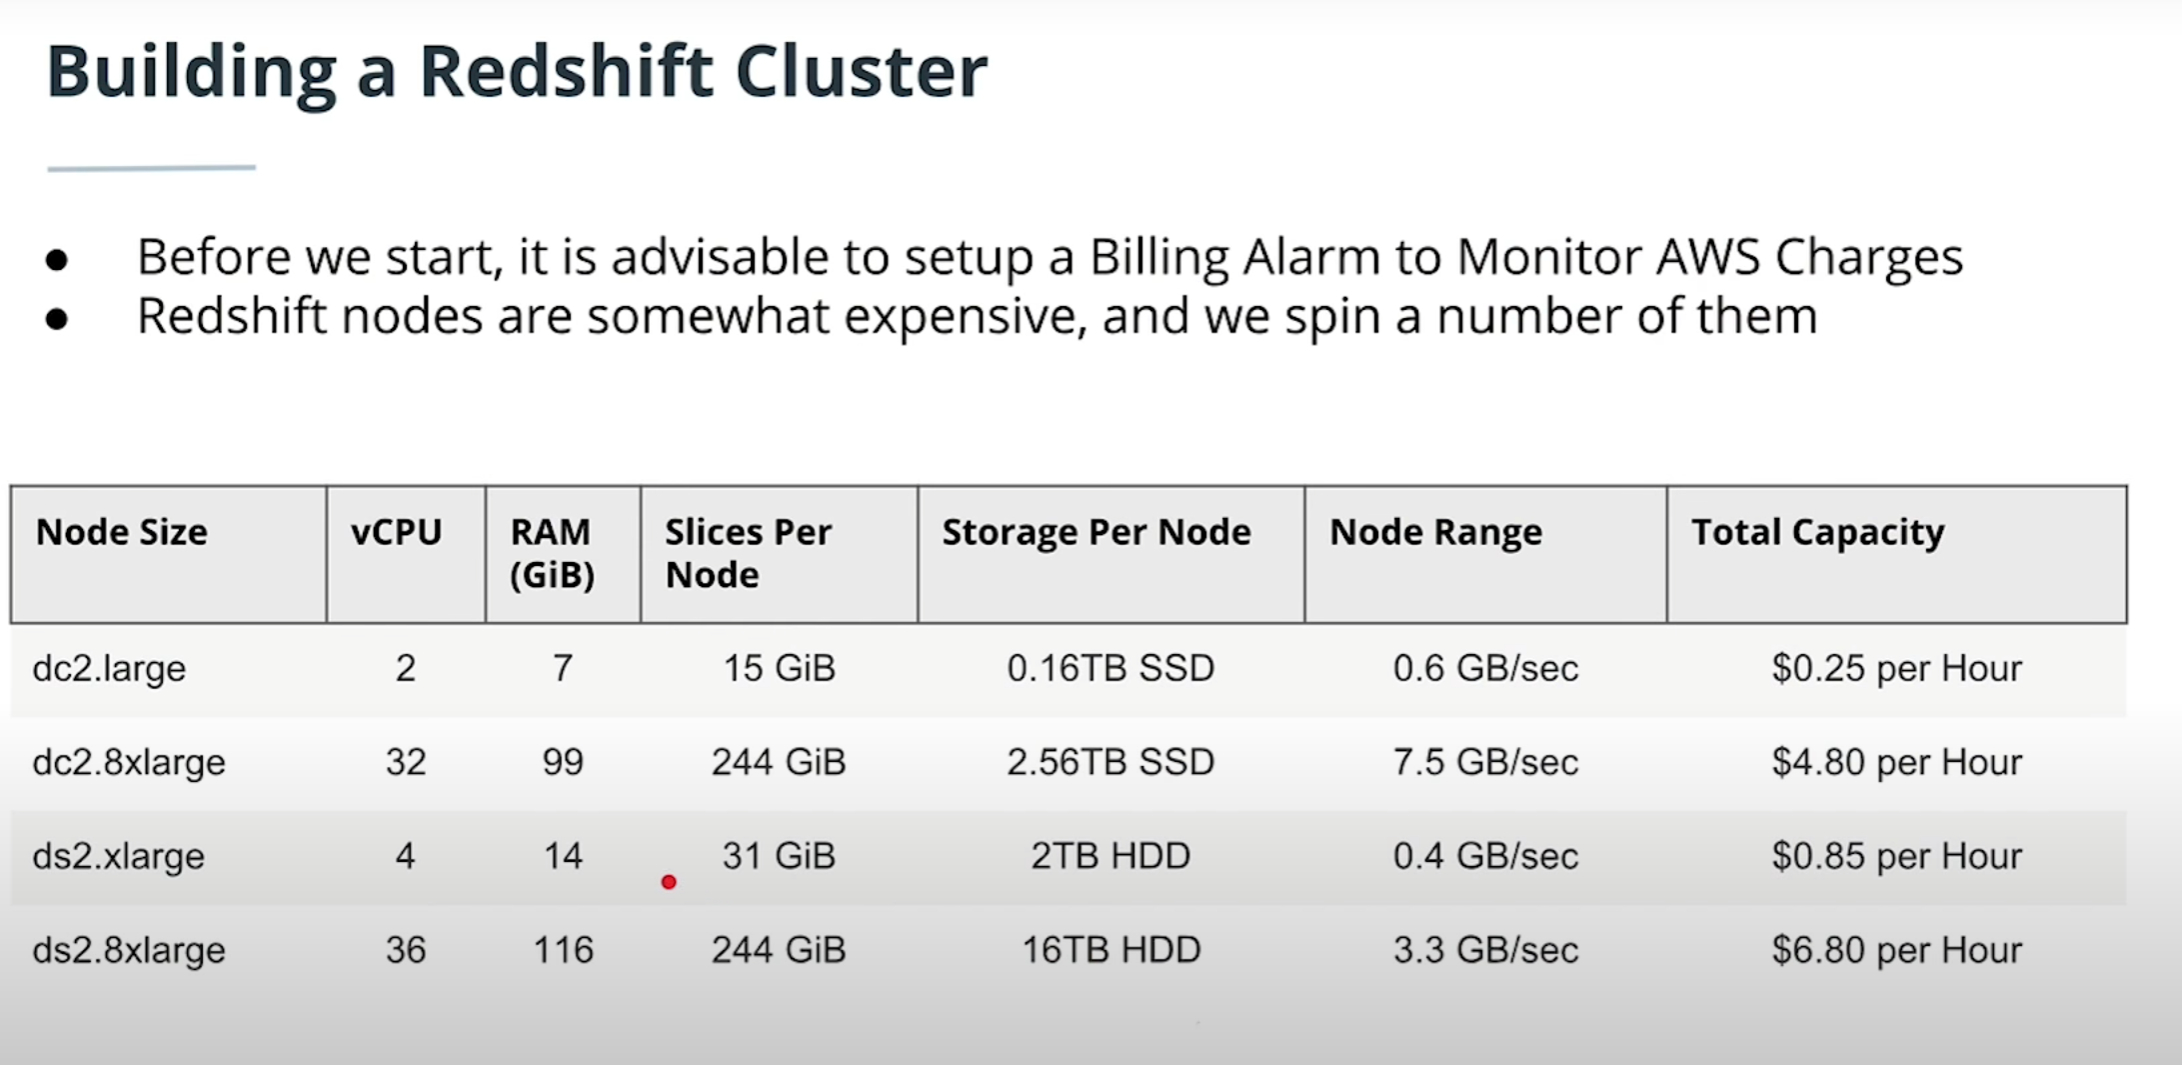 Building a Redshift Cluster
● Before we start, it is advisable to setup a Billing Alarm to Monitor AWS Charges
● Redshift nodes are somewhat expensive, and we spin a number of them
Node Size vCPU RAM (GiB) Slices Per Node Storage Per Node Node Range Total Capacity
dc2.large 2 7 15 GiB 0.16TB SSD 0.6 GB/sec $0.25 per Hour
dc2.8xlarge 32 99 244 GiB 2.56TB SSD 7.5 GB/sec $4.80 per Hour
ds2.xlarge 4 14 31 GiB 2TB HDD 0.4 GB/sec $0.85 per Hour
ds2.8xlarge 36 116 244 GiB 16TB HDD 3.3 GB/sec $6.80 per Hour